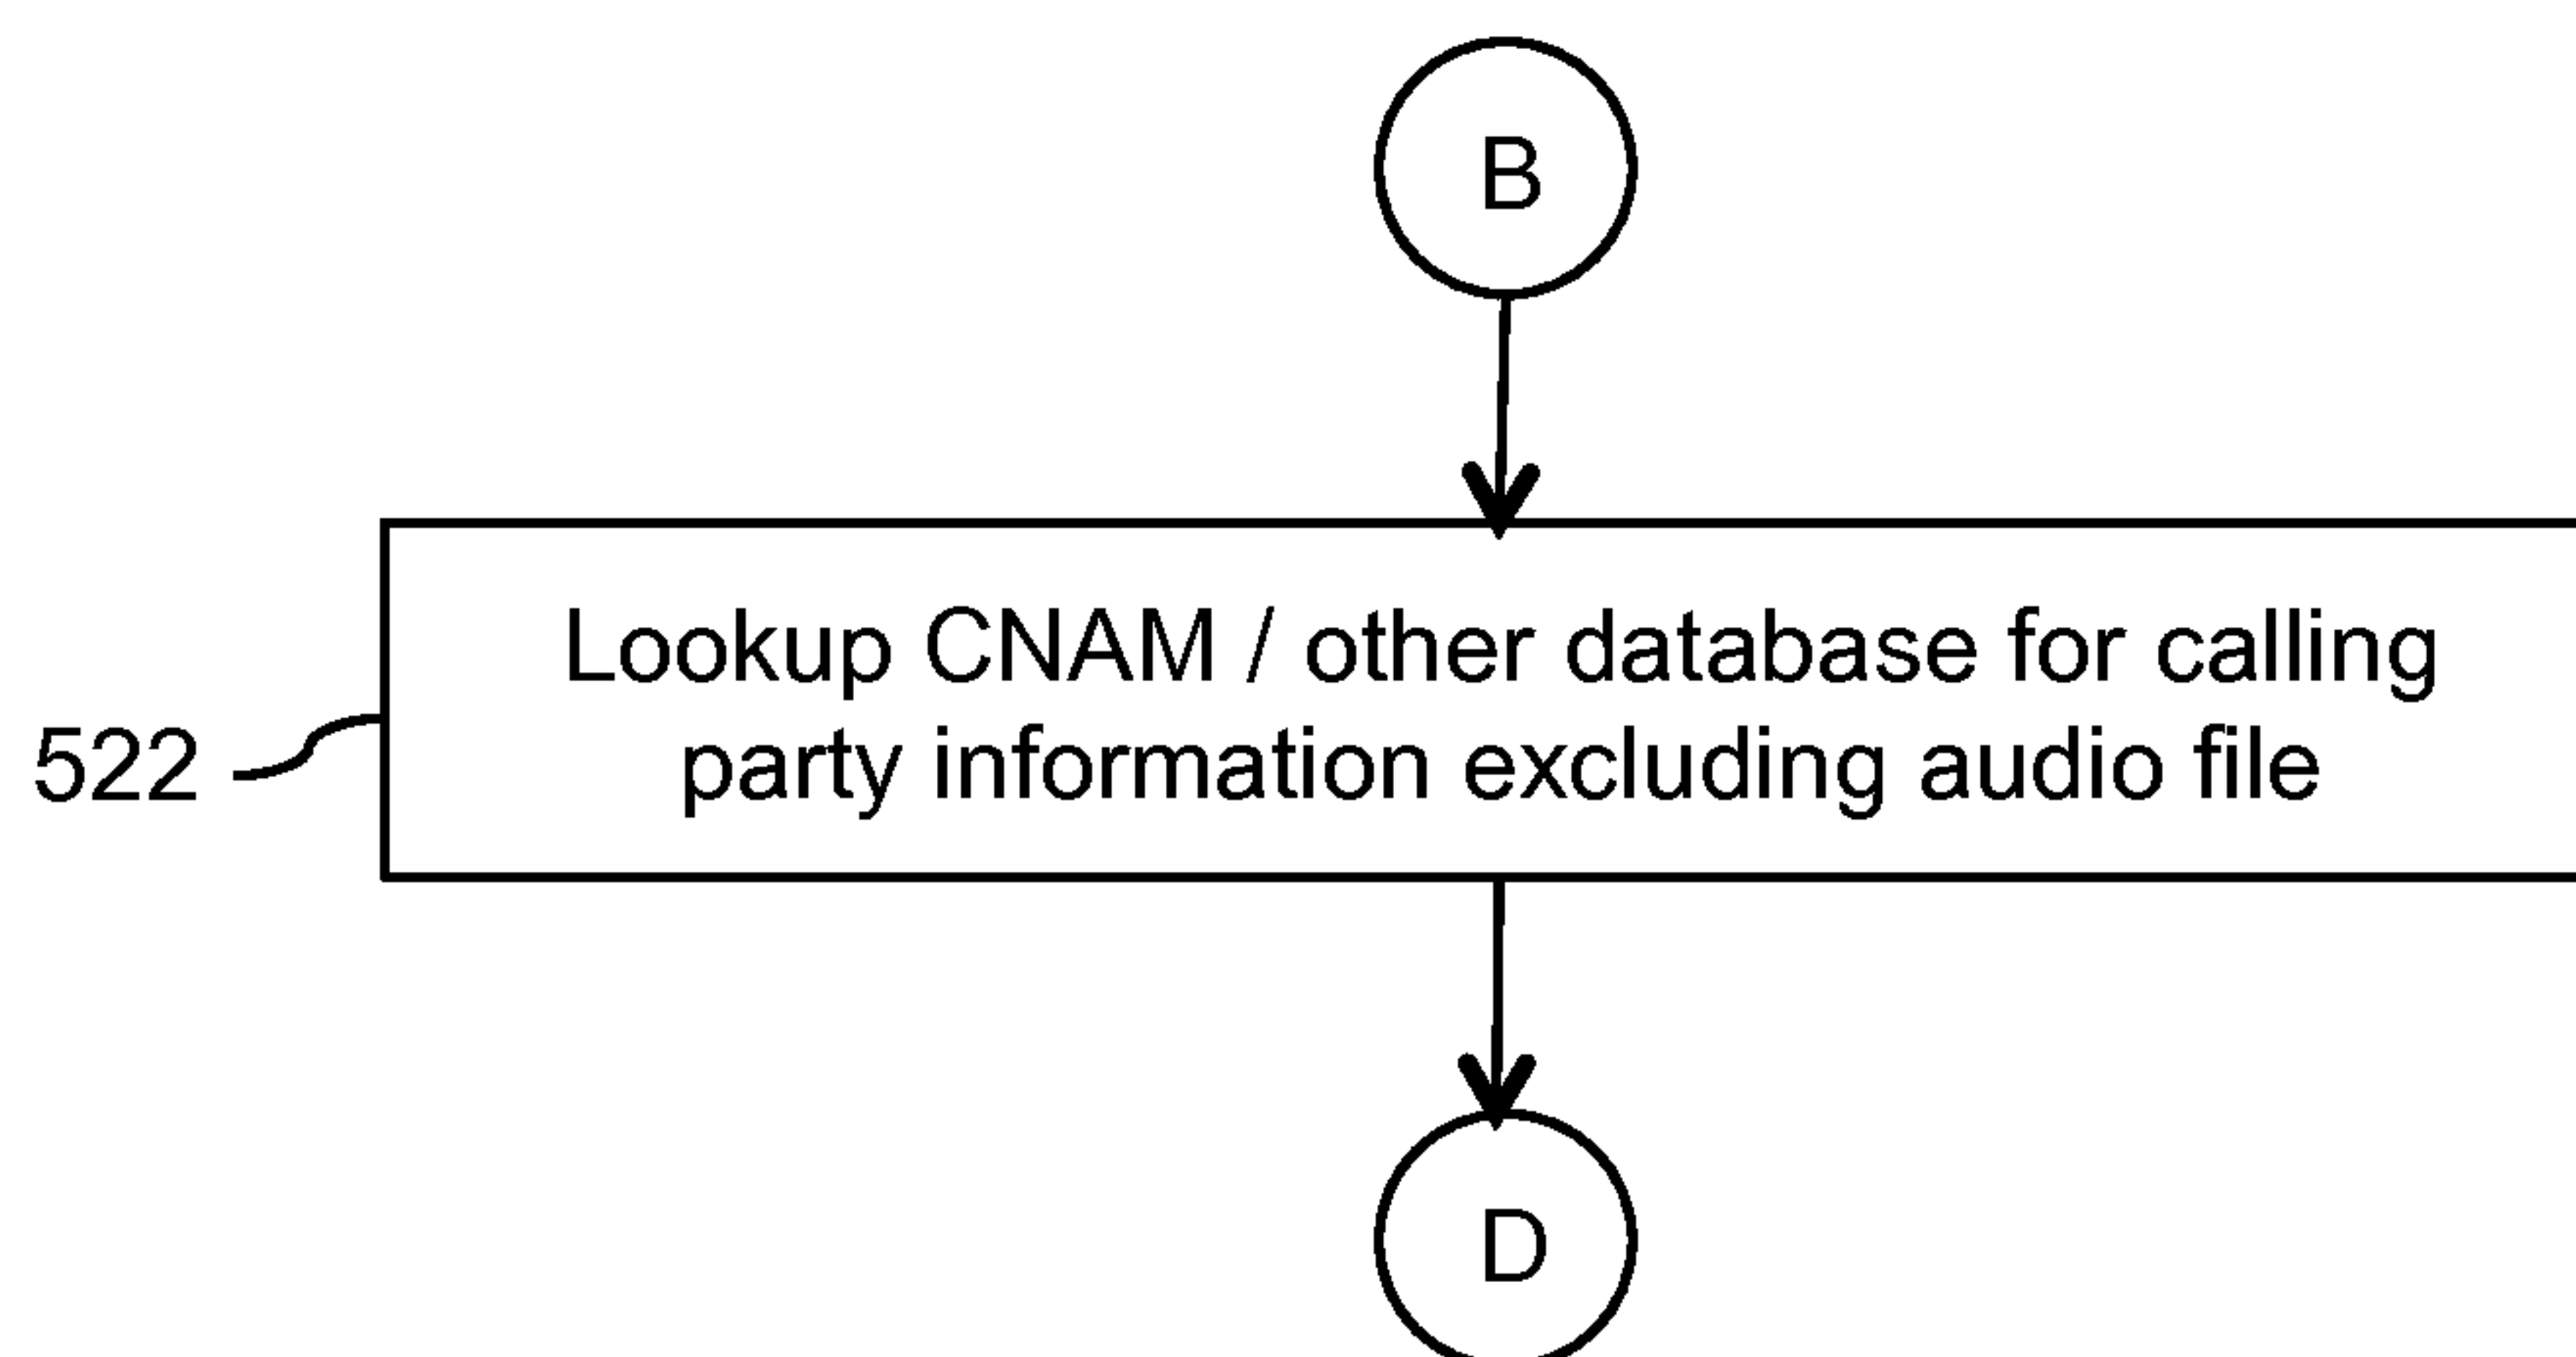 B
Lookup CNAM / other database for calling
party information excluding audio file
522
D